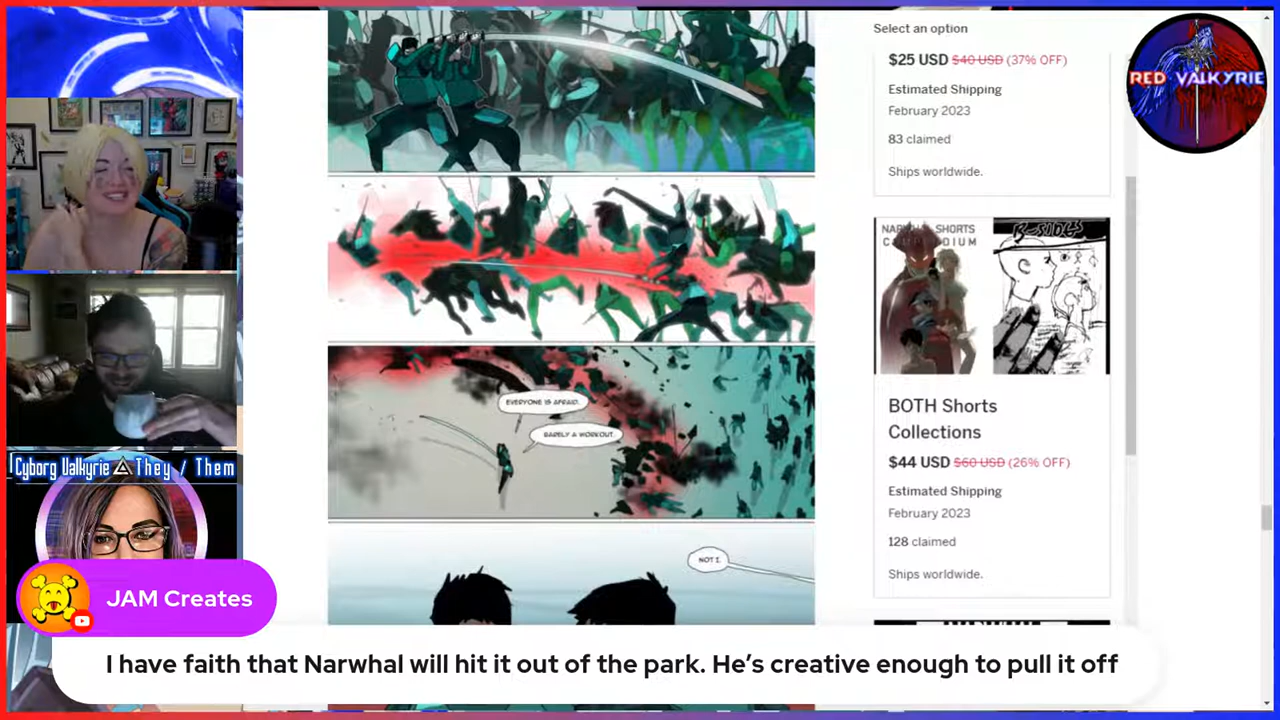 Select an option
$25 USD $40 USD (37% OFF)
Estimated Shipping
February 2023
83 claimed
Ships worldwide.
RED VALKYRIE
B-SIDES
BOTH Shorts
Collections
$44 USD $60 USD (26% OFF)
Estimated Shipping
February 2023
128 claimed
Ships worldwide.
EVERYONE IS AFRAID.
BARELY A WORKOUT.
NOT I.
Cyborg Valkyrie They / Them
JAM Creates
I have faith that Narwhal will hit it out of the park. He’s creative enough to pull it off